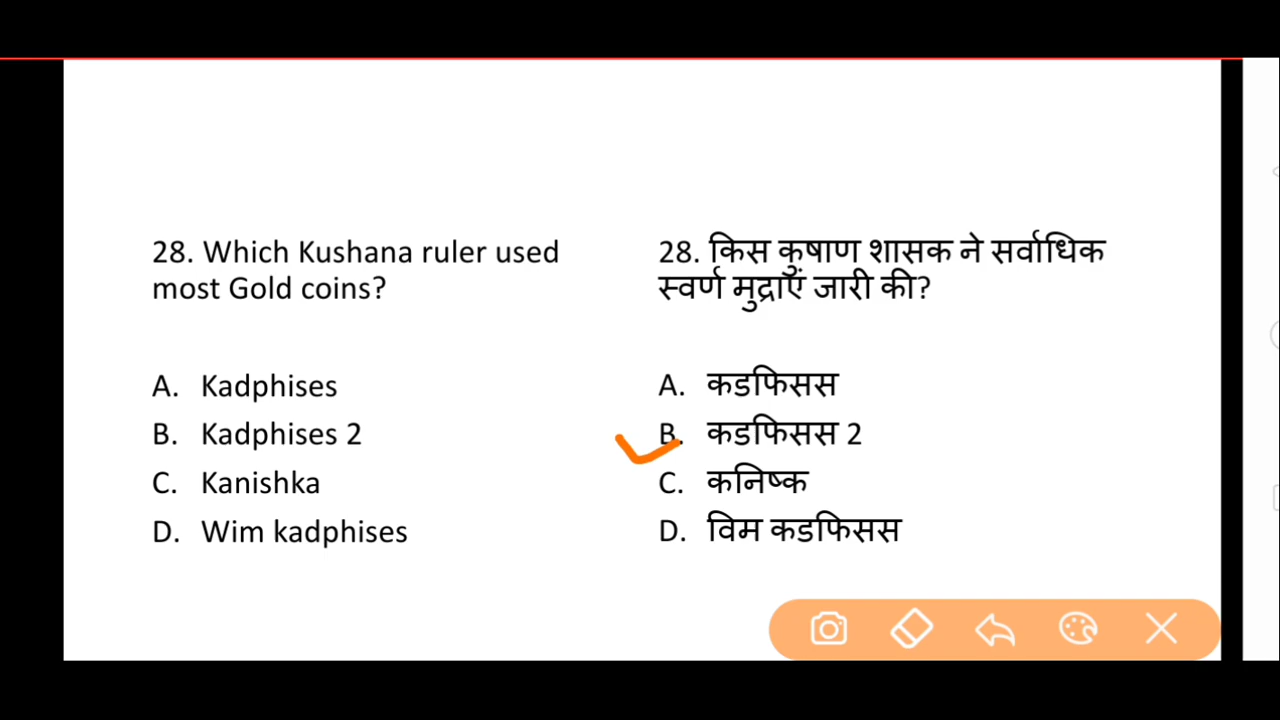 28. Which Kushana ruler used
most Gold coins?
A. Kadphises
B. Kadphises 2
C. Kanishka
D. Wim kadphises
28. किस कुषाण शासक ने सर्वाधिक
स्वर्ण मुद्राएं जारी की?
A. कडफिसस
B. कडफिसस 2
C. कनिष्क
D. विम कडफिसस